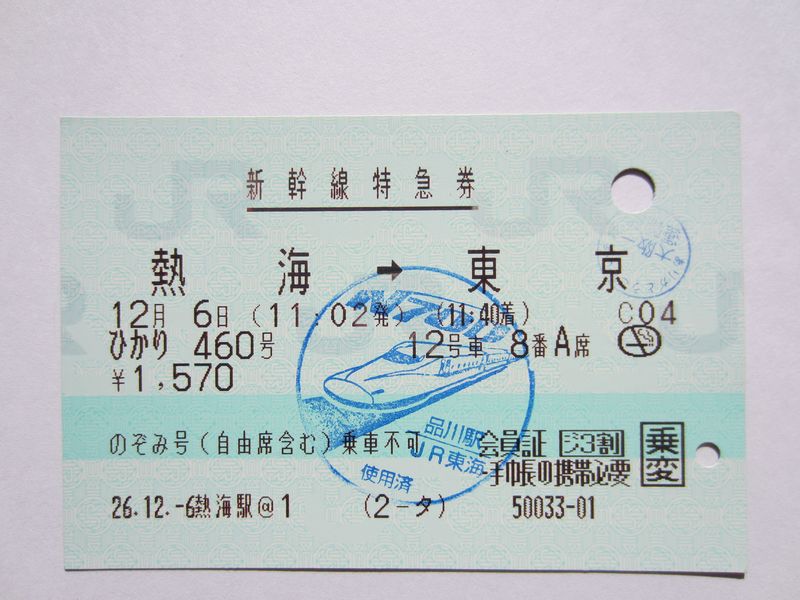 新幹線特急券
熱海 → 東京
12月 6日 (11:02発) (11:40着) C04
ひかり 460号 12号車 8番A席
¥1,570
のぞみ号(自由席含む)乗車不可 会員証 ジ3割 乗変
手帳の携帯必要
26.12.-6熱海駅@1 (2-タ) 50033-01
品川駅
JR東海
使用済
JR
JR